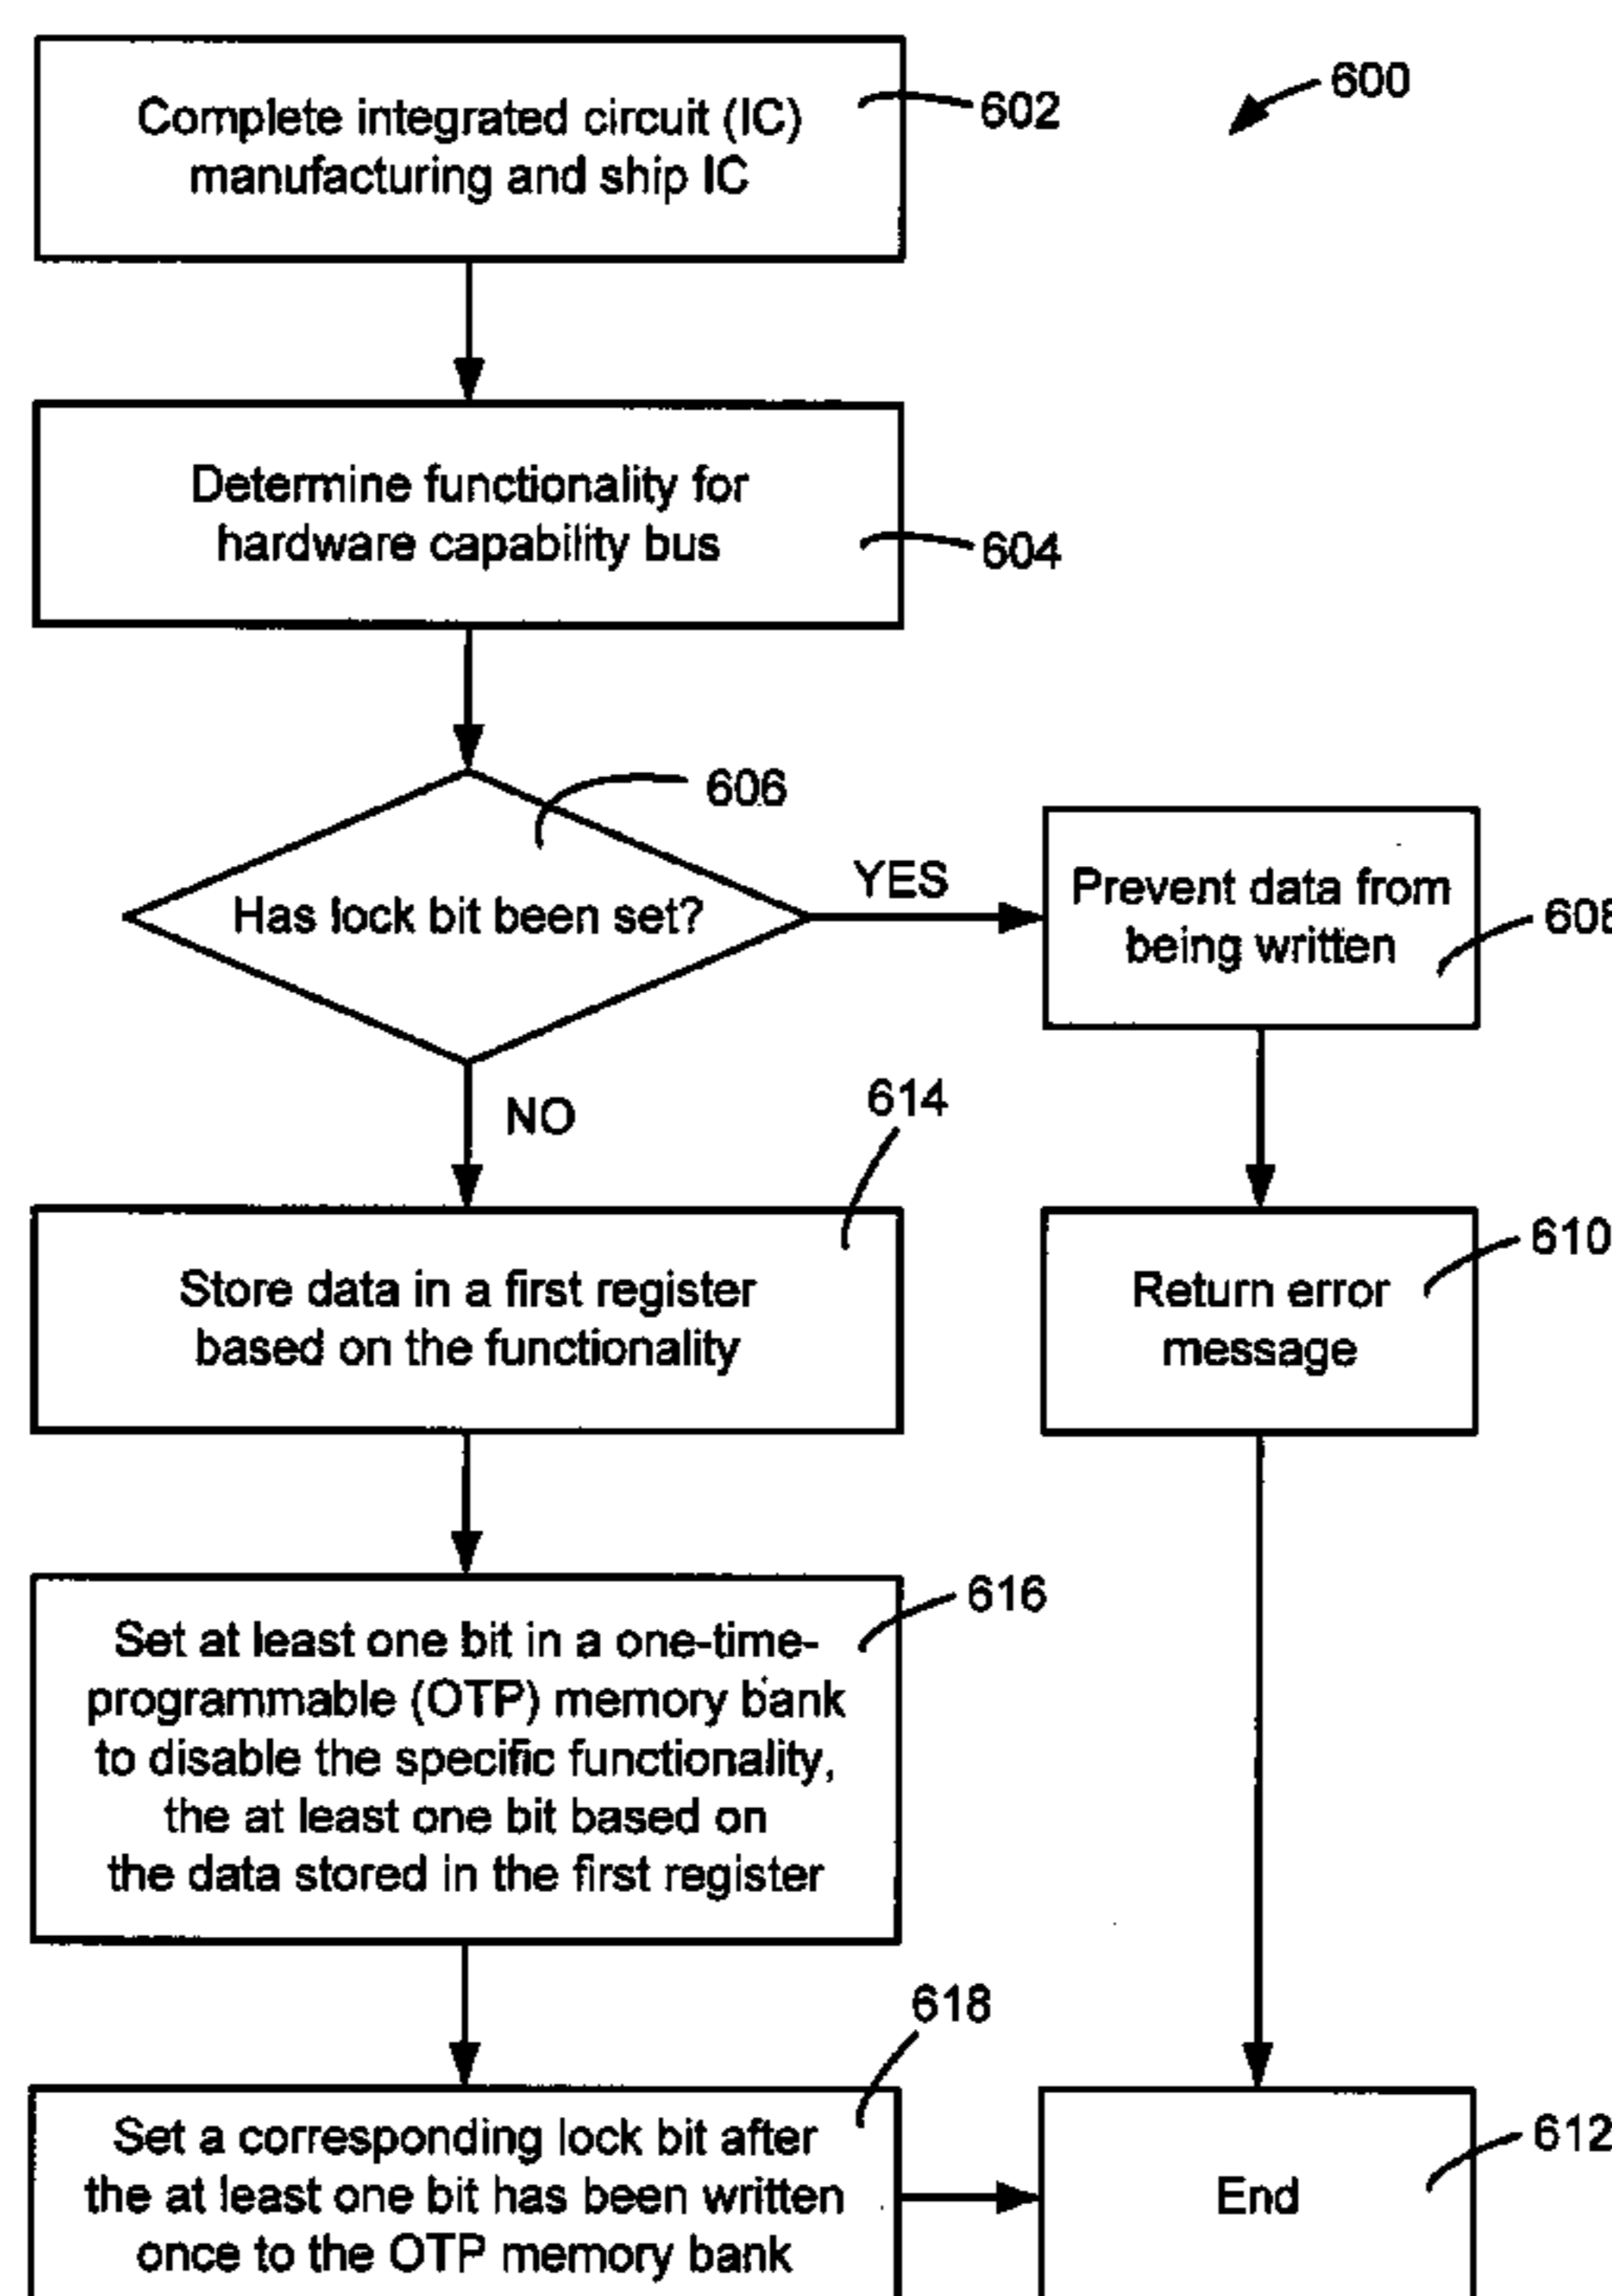 Complete integrated circuit (IC)
manufacturing and ship IC
602
600
Determine functionality for
hardware capability bus
604
606
Has lock bit been set?
YES
Prevent data from
being written
608
NO
614
Store data in a first register
based on the functionality
Return error
message
610
616
Set at least one bit in a one-time-
programmable (OTP) memory bank
to disable the specific functionality,
the at least one bit based on
the data stored in the first register
618
Set a corresponding lock bit after
the at least one bit has been written
once to the OTP memory bank
End
612